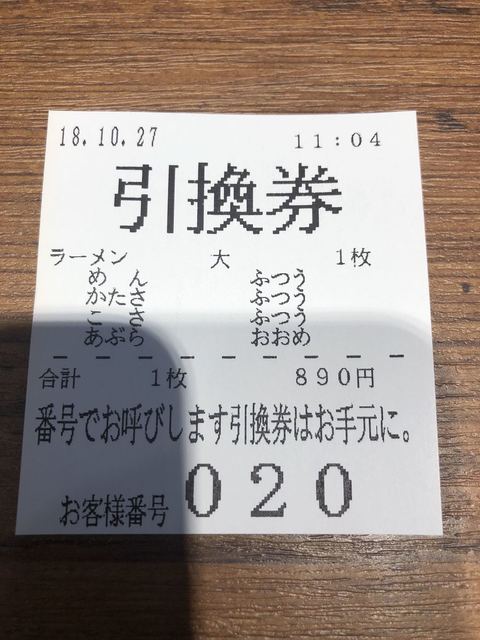 18.10.27 11:04
引換券
ラーメン 大 1枚
めん ふつう
かたさ ふつう
こさ ふつう
あぶら おおめ
合計 1枚 890円
番号でお呼びします引換券はお手元に。
お客様番号 020